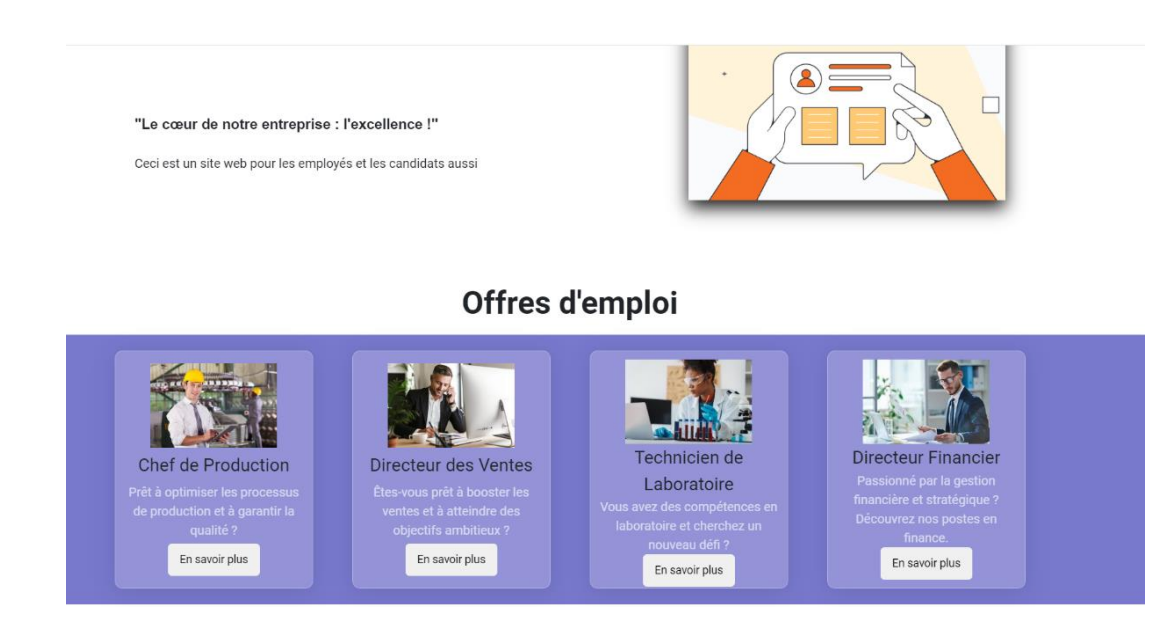 "Le cœur de notre entreprise : l'excellence !"
Ceci est un site web pour les employés et les candidats aussi
Offres d'emploi
Chef de Production
Prêt à optimiser les processus
de production et à garantir la
qualité ?
En savoir plus
Directeur des Ventes
Êtes-vous prêt à booster les
ventes et à atteindre des
objectifs ambitieux ?
En savoir plus
Technicien de
Laboratoire
Vous avez des compétences en
laboratoire et cherchez un
nouveau défi ?
En savoir plus
Directeur Financier
Passionné par la gestion
financière et stratégique ?
Découvrez nos postes en
finance.
En savoir plus